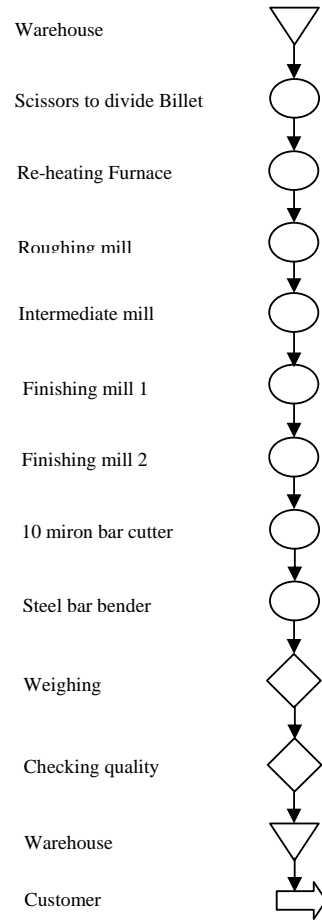 Warehouse
Scissors to divide Billet
Re-heating Furnace
Roughing mill
Intermediate mill
Finishing mill 1
Finishing mill 2
10 miron bar cutter
Steel bar bender
Weighing
Checking quality
Warehouse
Customer